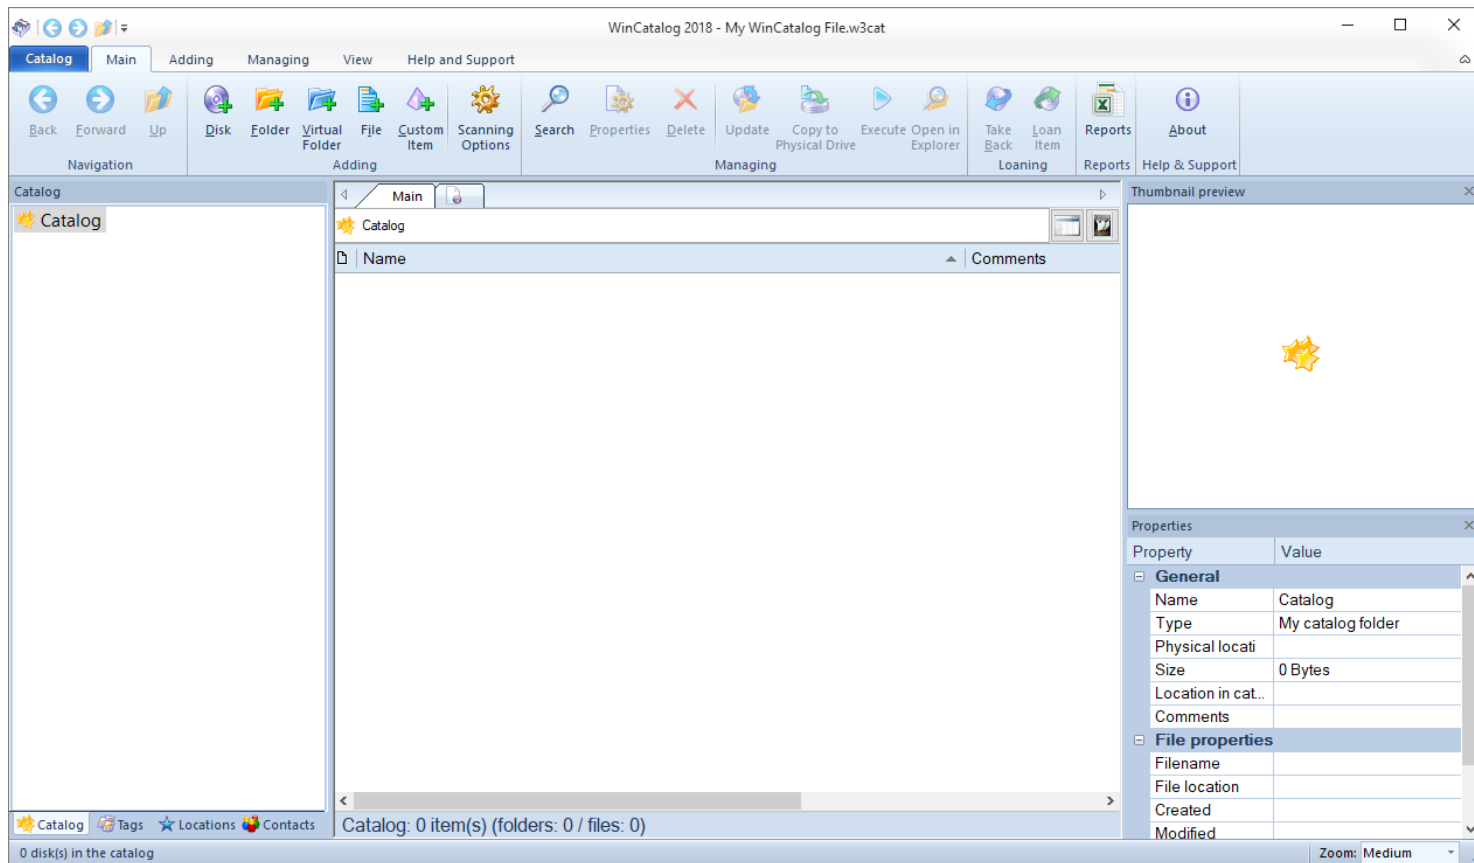 WinCatalog 2018 - My WinCatalog File.w3cat
Catalog Main Adding Managing View Help and Support
Back Forward Up Disk Folder Virtual Folder File Custom Item Scanning Options Search Properties Delete Update Copy to Physical Drive Execute Open in Explorer Take Back Loan Item Reports About
Navigation Adding Managing Loaning Reports Help & Support
Catalog
Catalog
Main
Catalog
Name Comments
Thumbnail preview
Properties
Property Value
General
Name Catalog
Type My catalog folder
Physical locati
Size 0 Bytes
Location in cat...
Comments
File properties
Filename
File location
Created
Modified
Catalog Tags Locations Contacts
Catalog: 0 item(s) (folders: 0 / files: 0)
0 disk(s) in the catalog
Zoom: Medium